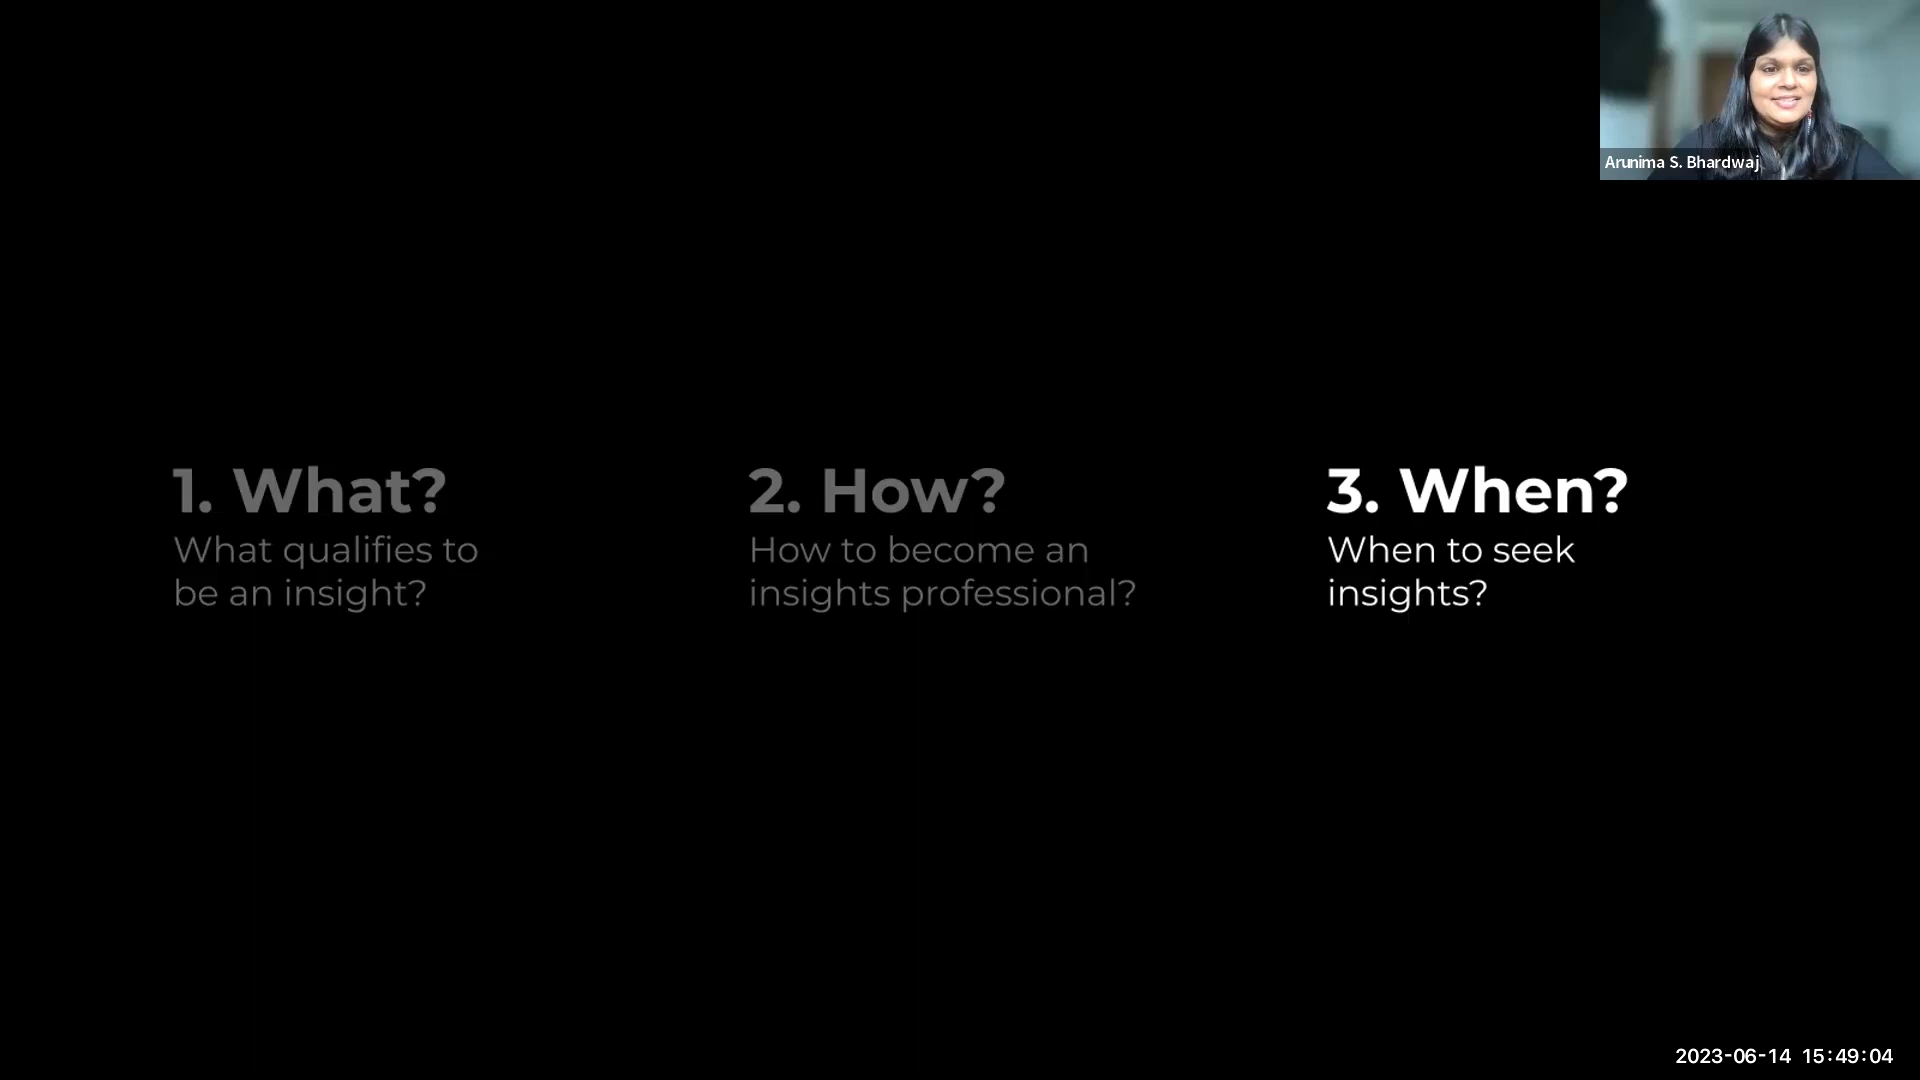 Arunima S. Bhardwaj
1. What?
What qualifies to
be an insight?
2. How?
How to become an
insights professional?
3. When?
When to seek
insights?
2023-06-14 15:49:04